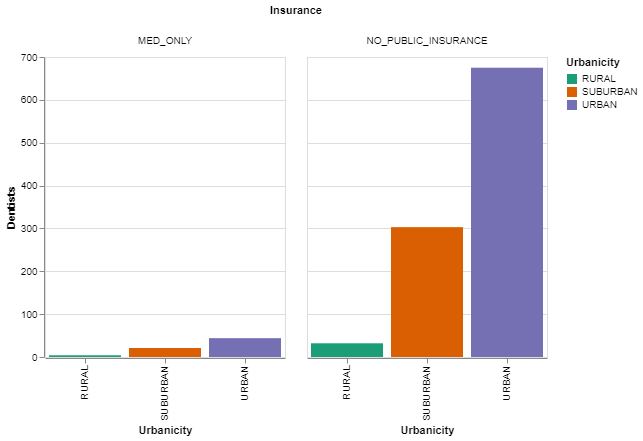 Insurance
MED_ONLY
NO_PUBLIC_INSURANCE
Dentists
700
600
500
400
300
200
100
0
RURAL
SUBURBAN
URBAN
Urbanicity
RURAL
SUBURBAN
URBAN
Urbanicity
Urbanicity
RURAL
SUBURBAN
URBAN